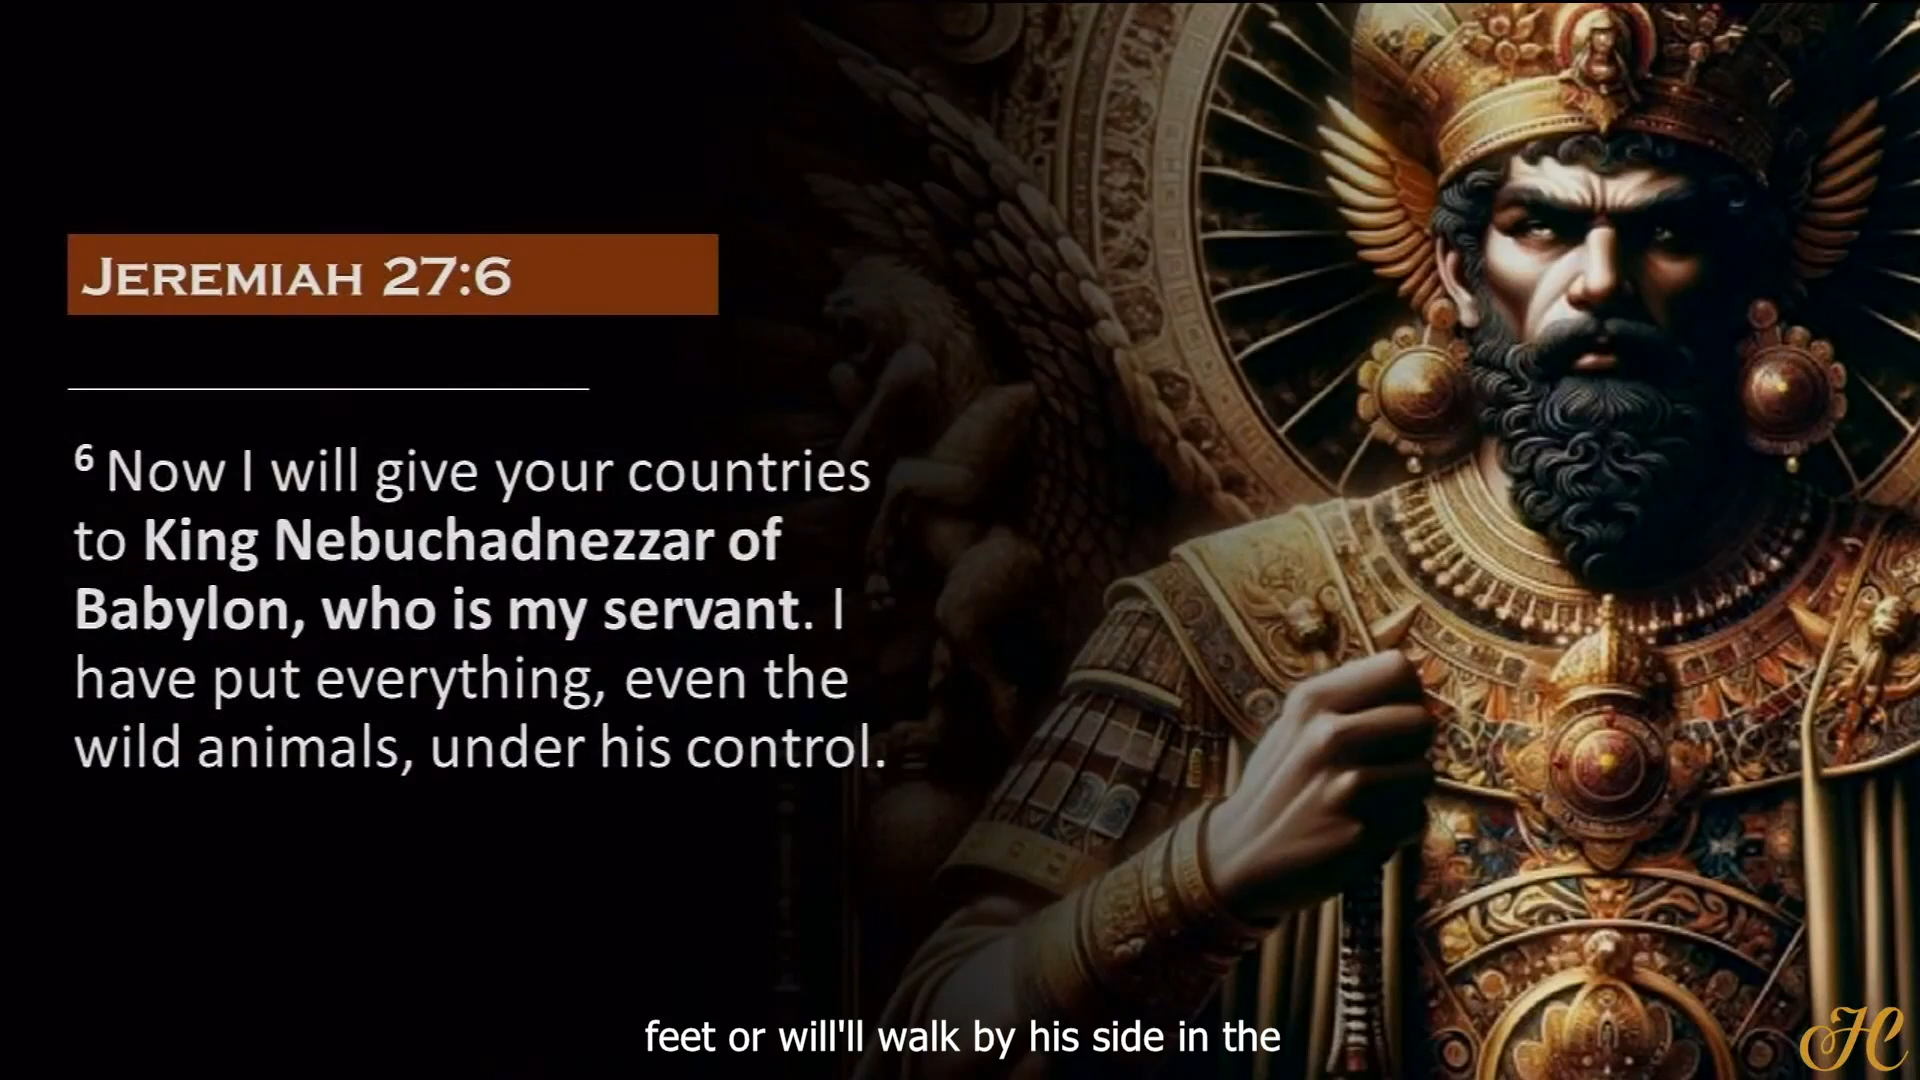 JEREMIAH 27:6
6 Now I will give your countries
to King Nebuchadnezzar of
Babylon, who is my servant. I
have put everything, even the
wild animals, under his control.
feet or will'll walk by his side in the
H